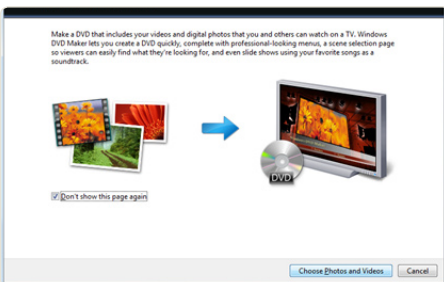 Make a DVD that includes your videos and digital photos that you and others can watch on a TV. Windows
DVD Maker lets you create a DVD quickly, complete with professional-looking menus, a scene selection page
so viewers can easily find what they're looking for, and even slide shows using your favorite songs as a
soundtrack.
DVD
Don't show this page again
Choose Photos and Videos
Cancel